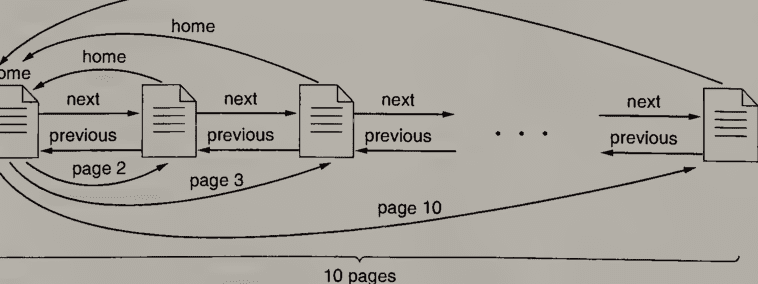 home
home
ome
next
next
next
next
previous
previous
previous
previous
page 2
page 3
page 10
10 pages